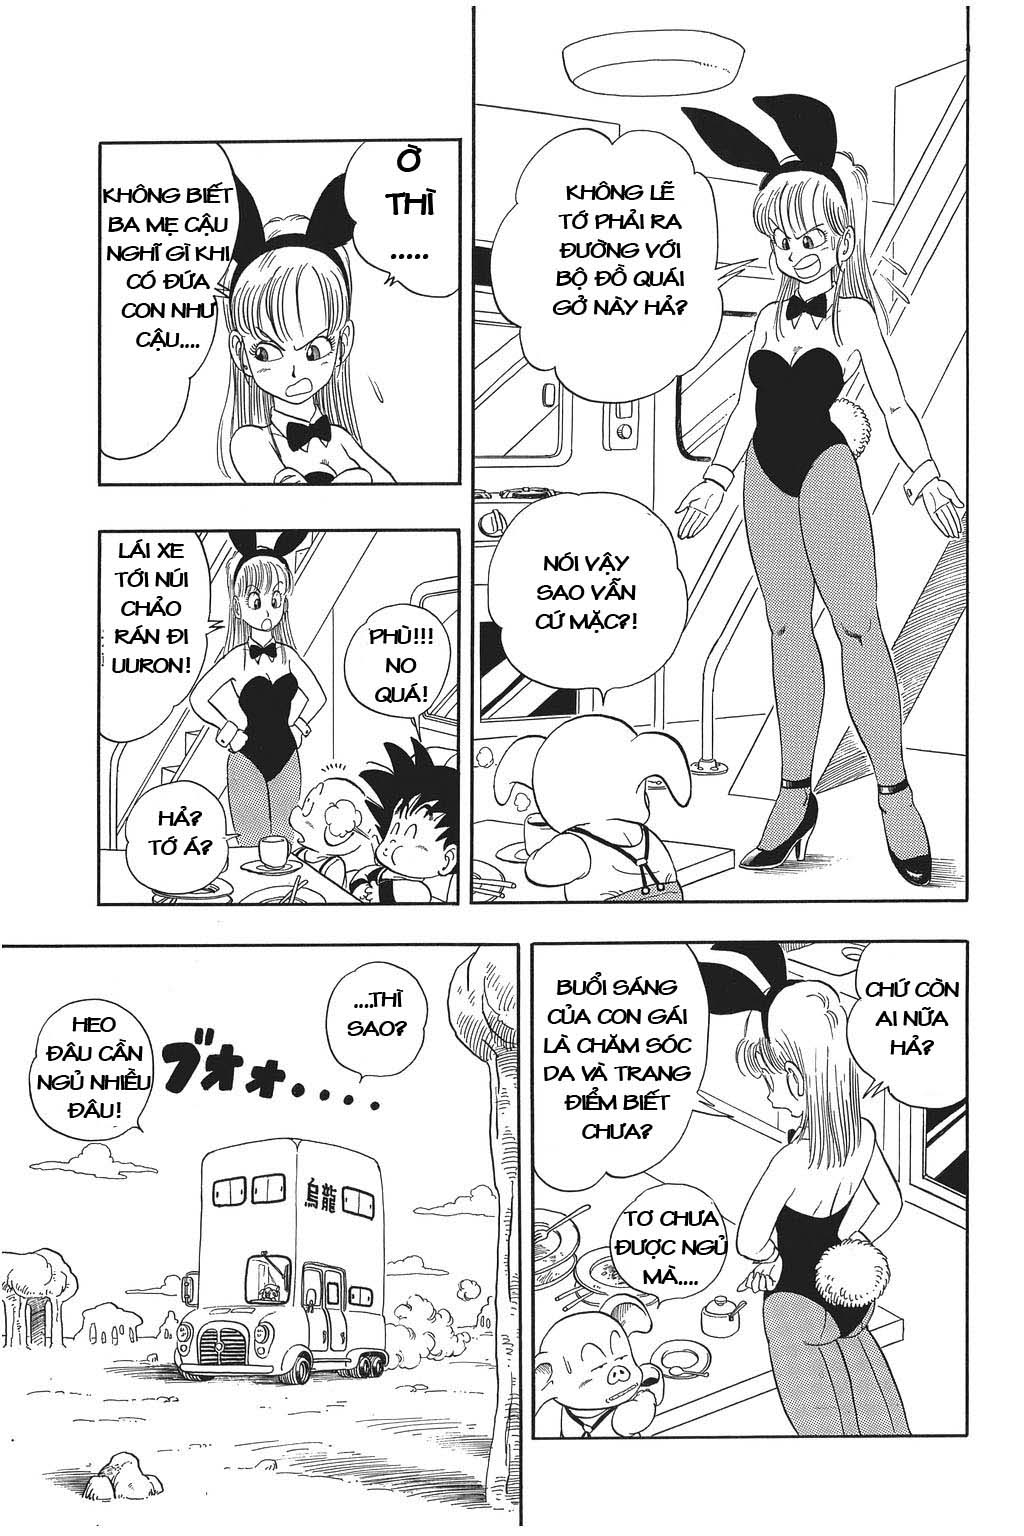 KHÔNG LẼ
TỚ PHẢI RA
ĐƯỜNG VỚI
BỘ ĐỒ QUÁI
GỞ NÀY HẢ?
NÓI VẬY
SAO VẪN
CỨ MẶC?!
Ờ
THÌ
.....
KHÔNG BIẾT
BA MẸ CẬU
NGHĨ GÌ KHI
CÓ ĐỨA
CON NHƯ
CẬU....
PHÙ!!!
NO
QUÁ!
LÁI XE
TỚI NÚI
CHẢO
RÁN ĐI
UURON!
HẢ?
TỚ Á?
CHỨ CÒN
AI NỮA
HẢ?
BUỔI SÁNG
CỦA CON GÁI
LÀ CHĂM SÓC
DA VÀ TRANG
ĐIỂM BIẾT
CHƯA?
TƠ CHƯA
ĐƯỢC NGỦ
MÀ....
....THÌ
SAO?
HEO
ĐÂU CẦN
NGỦ NHIỀU
ĐÂU!
ブオォ....
烏龍